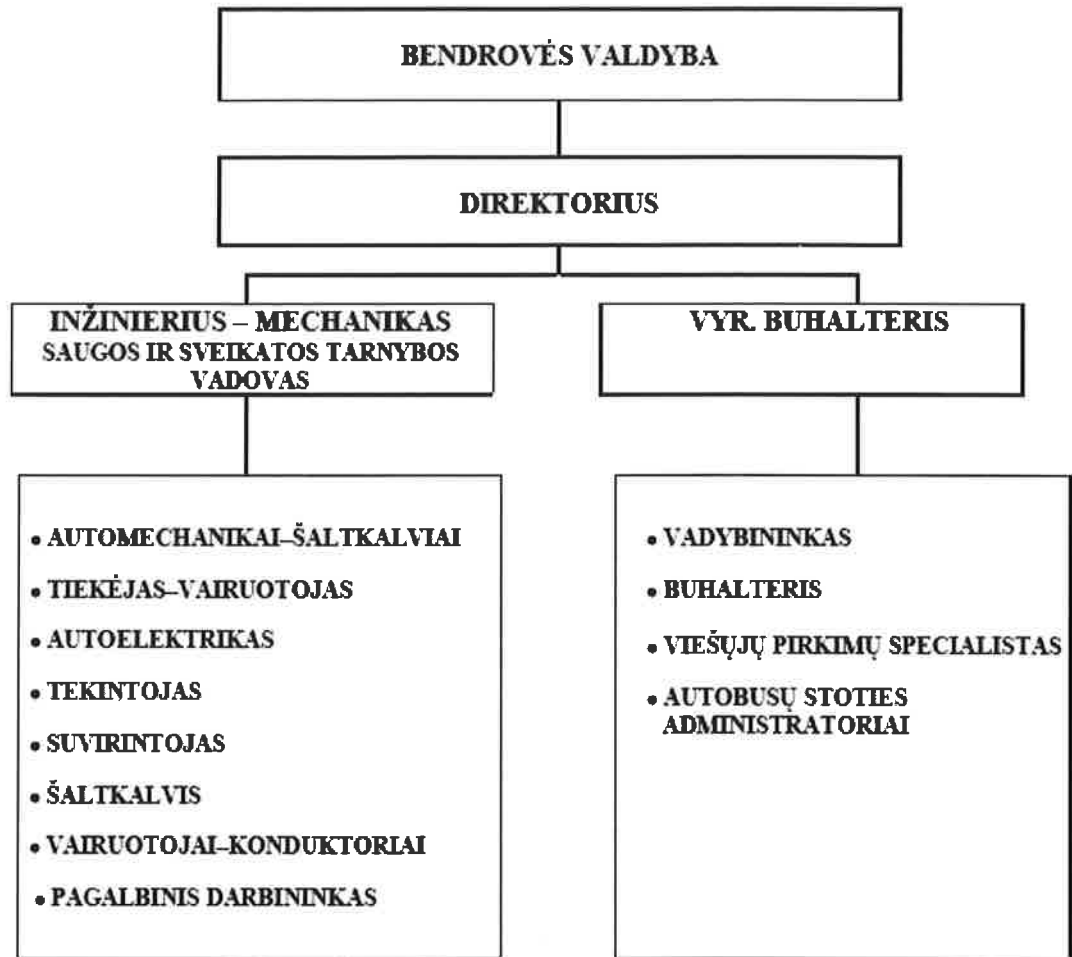 BENDROVĖS VALDYBA
DIREKTORIUS
INŽINIERIUS – MECHANIKAS
SAUGOS IR SVEIKATOS TARNYBOS
VADOVAS
VYR. BUHALTERIS
• AUTOMECHANIKAI–ŠALTKALVIAI
• TIEKĖJAS–VAIRUOTOJAS
• AUTOELEKTRIKAS
• TEKINTOJAS
• SUVIRINTOJAS
• ŠALTKALVIS
• VAIRUOTOJAI–KONDUKTORIAI
• PAGALBINIS DARBININKAS
• VADYBININKAS
• BUHALTERIS
• VIEŠŲJŲ PIRKIMŲ SPECIALISTAS
• AUTOBUSŲ STOTIES
ADMINISTRATORIAI